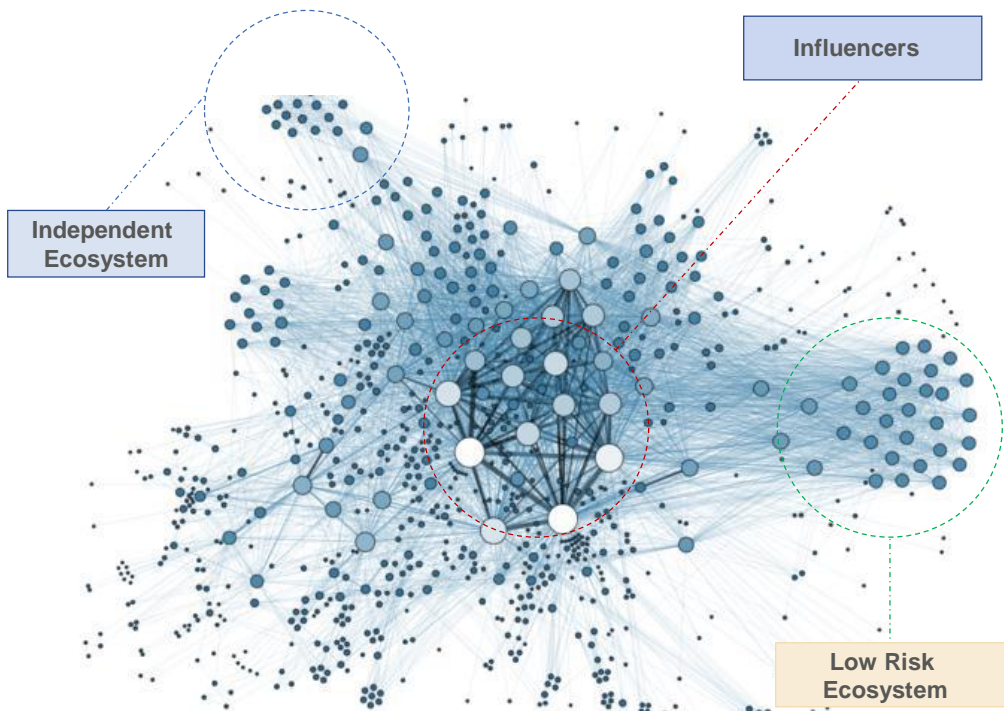 Influencers
Independent
Ecosystem
Low Risk
Ecosystem